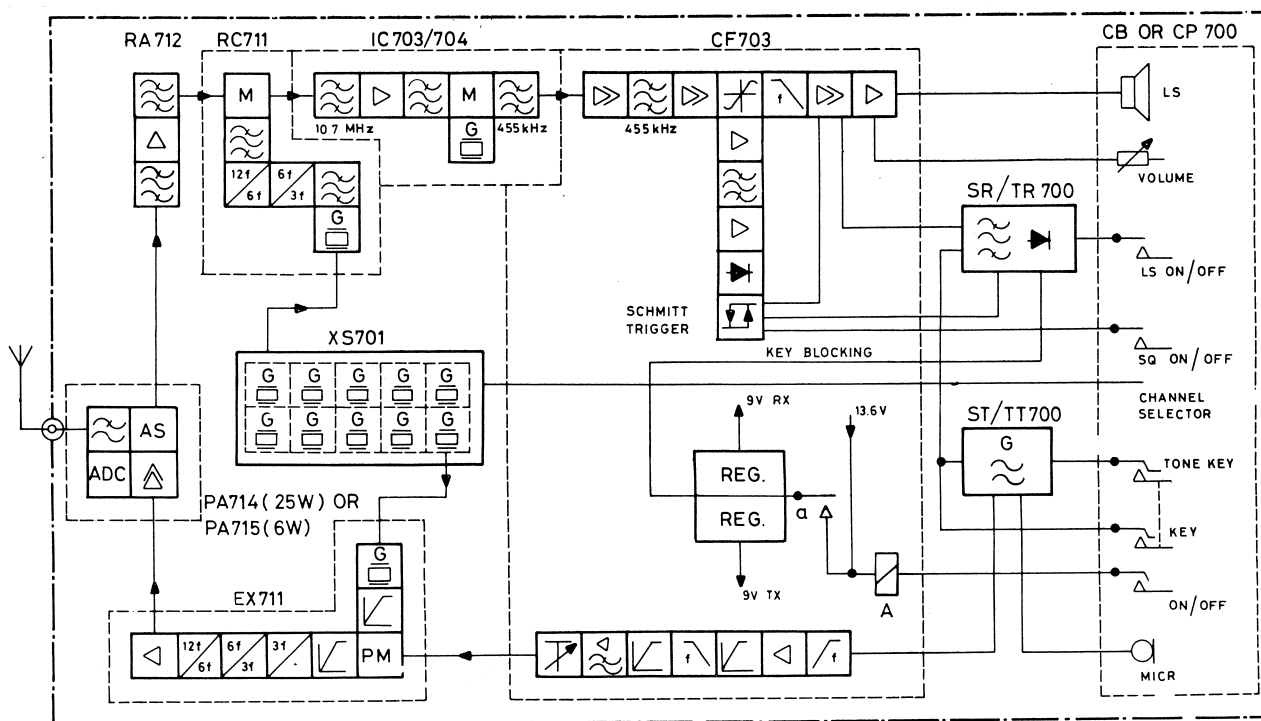 RA712 RC711 IC703/704 CF703 CB OR CP 700
M M
10.7 MHz G 455kHz 455kHz f
LS
12f/6f 6f/3f
G
VOLUME
SR/TR 700
LS ON/OFF
SCHMITT
TRIGGER
XS701
KEY BLOCKING
SQ ON/OFF
G G G G G
G G G G G
CHANNEL
SELECTOR
9V RX 13.6V
ST/TT700
AS
G
ADC
TONE KEY
REG.
REG.
a
PA714 (25W) OR
PA715 (6W)
KEY
G
9V TX
A
ON/OFF
EX711
12f/6f 6f/3f 3f/- PM
f f
MICR